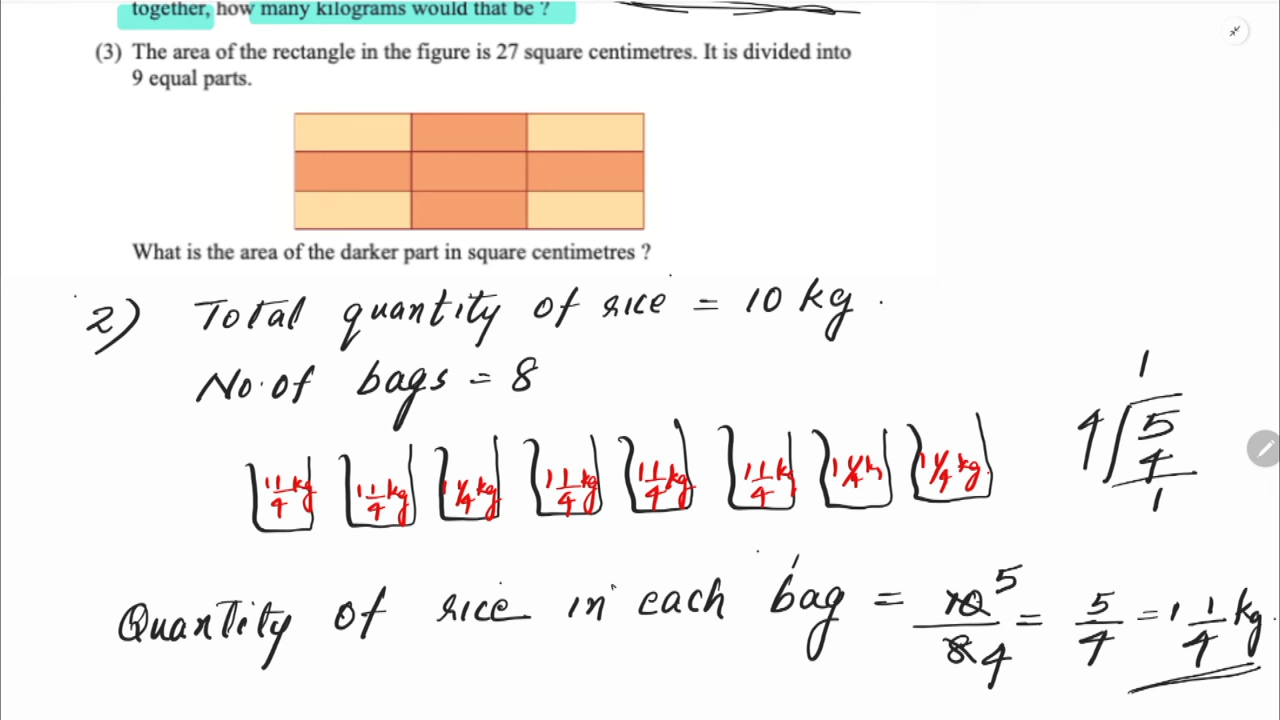 together, how many kilograms would that be ?
(3) The area of the rectangle in the figure is 27 square centimetres. It is divided into
9 equal parts.
What is the area of the darker part in square centimetres ?
2) Total quantity of rice = 10 kg .
No. of bags = 8
1
4 5
4
1
1 1/4 kg 1 1/4 kg 1 1/4 kg 1 1/4 kg 1 1/4 kg 1 1/4 kg 1 1/4 k 1 1/4 kg.
Quantity of rice in each bag = 10 5 / 8 4 = 5/4 = 1 1/4 kg.